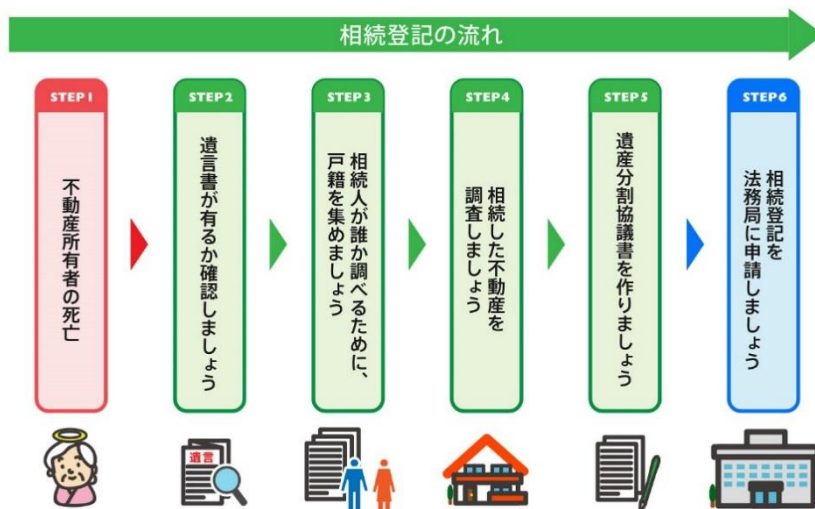 相続登記の流れ
STEP1
不動産所有者の死亡
STEP2
遺言書が有るか確認しましょう
STEP3
相続人が誰か調べるために、
戸籍を集めましょう
STEP4
相続した不動産を
調査しましょう
STEP5
遺産分割協議書を作りましょう
STEP6
相続登記を
法務局に申請しましょう
遺言